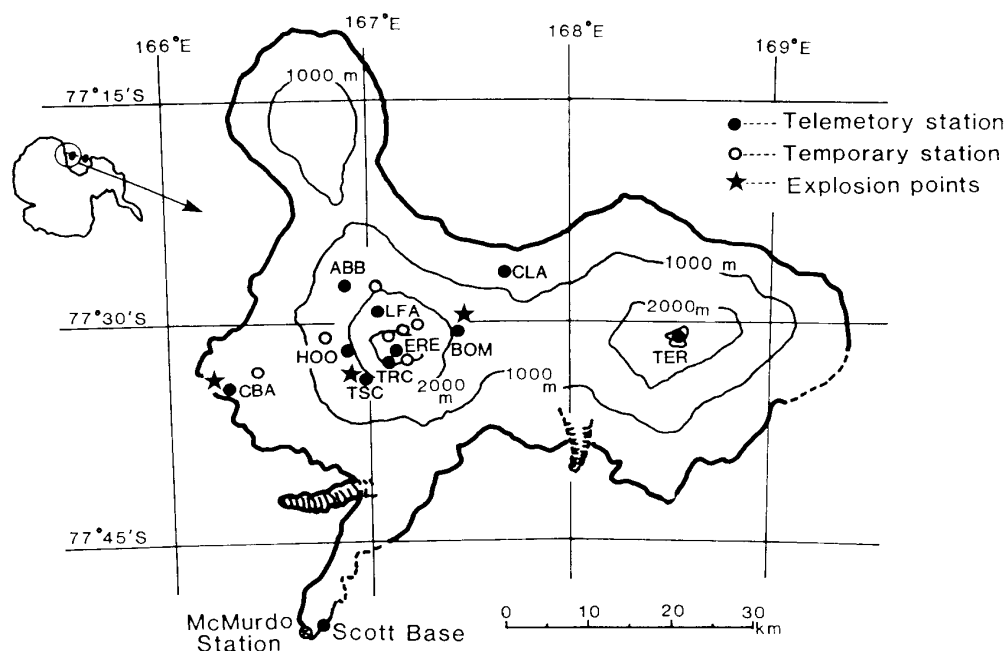 166°E
167°E
168°E
169°E
1000 m
77°15'S
Telemetory station
Temporary station
Explosion points
ABB
CLA
1000 m
LFA
2000m
77°30'S
HOO
ERE
BOM
TER
TRC
TSC
CBA
2000
m
1000 m
77°45'S
McMurdo
Station
Scott Base
0 10 20 30
km